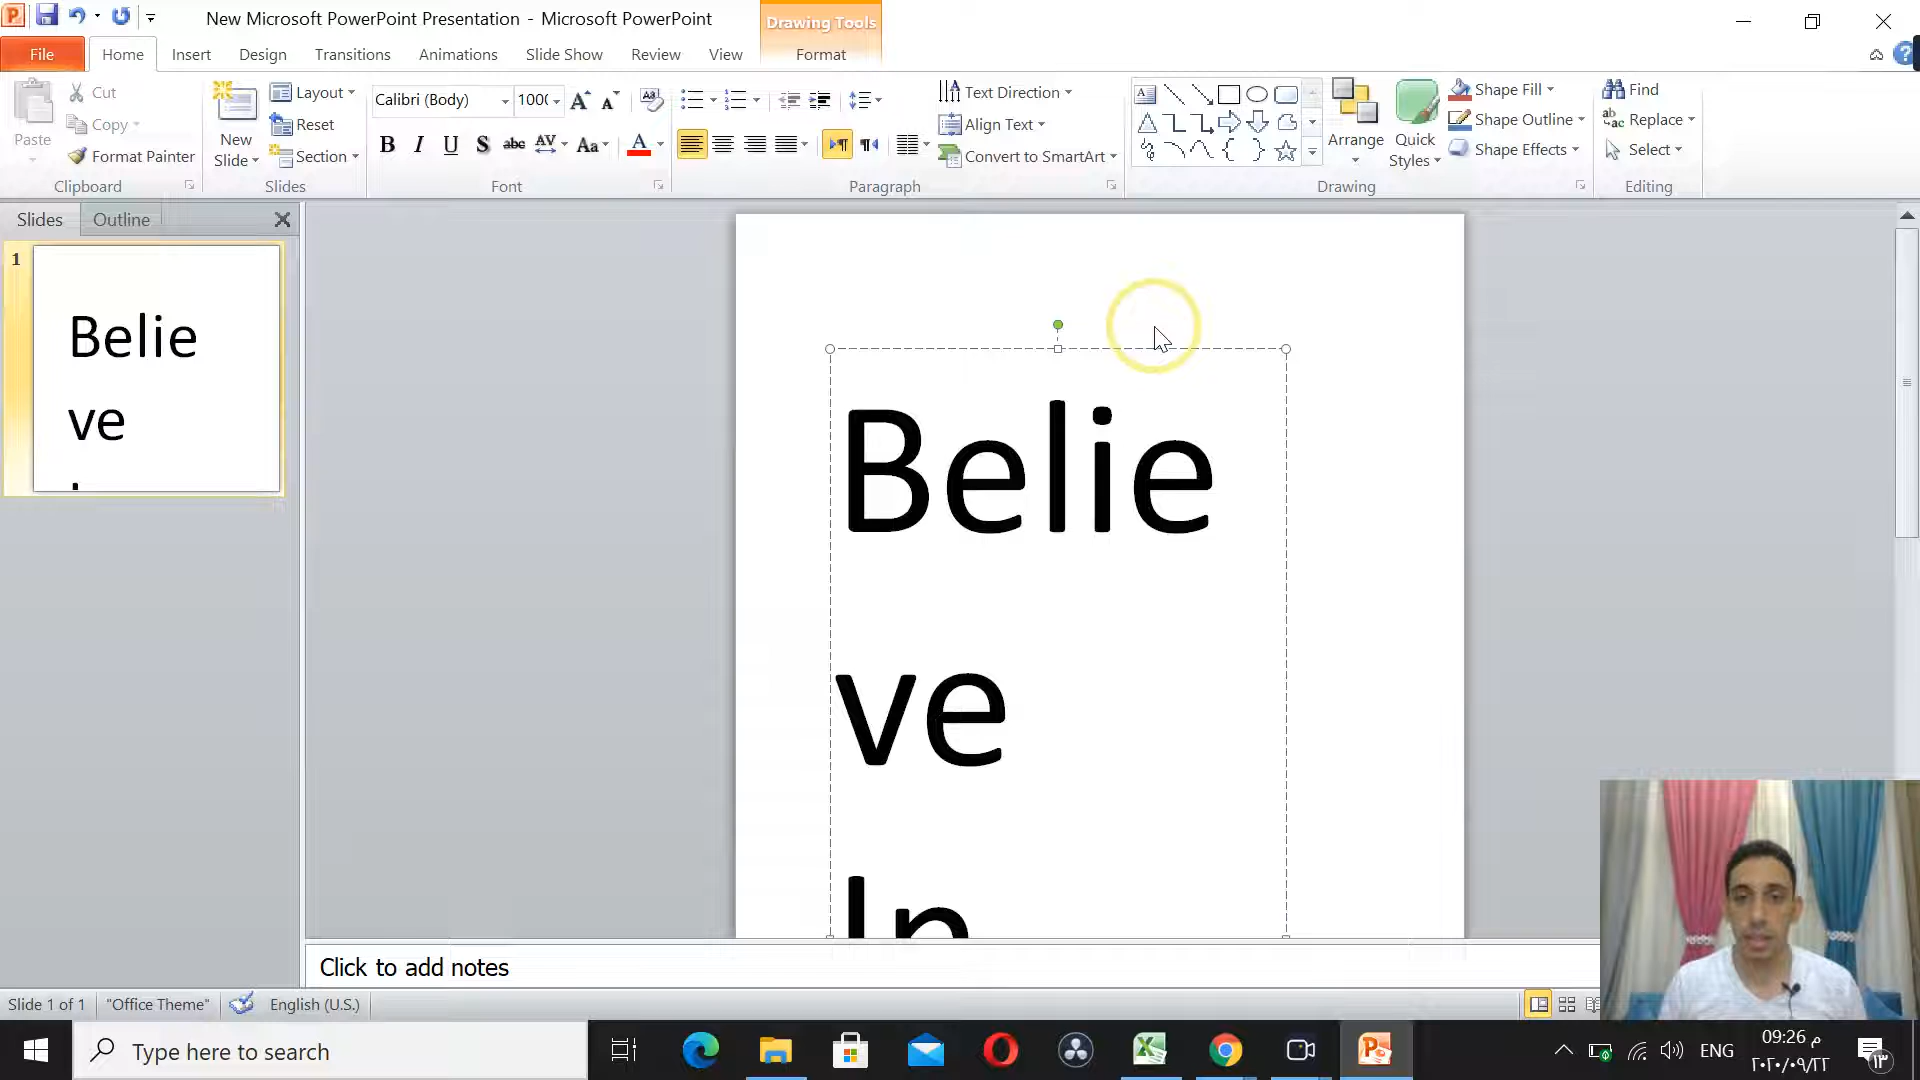 New Microsoft PowerPoint Presentation - Microsoft PowerPoint
Drawing Tools
File Home Insert Design Transitions Animations Slide Show Review View Format
Paste
Cut
Copy
Format Painter
Clipboard
New Slide
Layout
Reset
Section
Slides
Calibri (Body)
Font
Text Direction
Align Text
Convert to SmartArt
Paragraph
Arrange
Quick Styles
Shape Fill
Shape Outline
Shape Effects
Drawing
Find
Replace
Select
Editing
Slides Outline
1
Belie
ve
Belie
ve
In
Click to add notes
Slide 1 of 1 "Office Theme" English (U.S.)
Type here to search
ENG
09:26 م
٢٠٢٠/٠٩/٢٢
١٣